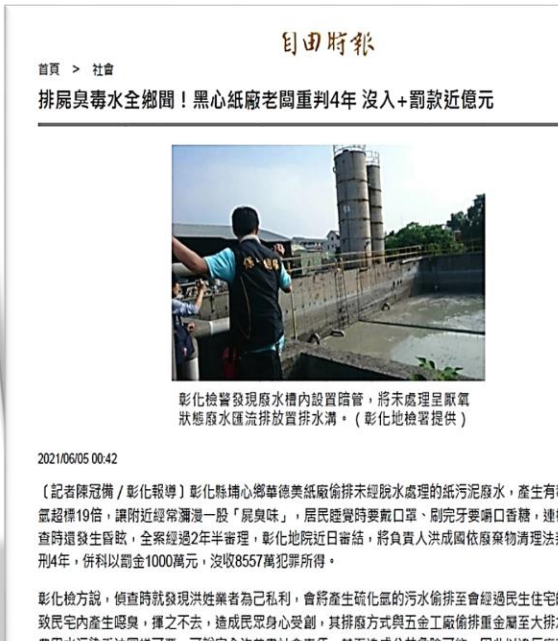 自由時報
首頁 > 社會
排屍臭毒水全鄉聞！黑心紙廠老闆重判4年 沒入+罰款近億元
彰化檢警發現廢水槽內設置暗管，將未處理呈厭氧
狀態廢水匯流排放置排水溝。（彰化地檢署提供）
2021/06/05 00:42
〔記者陳冠備／彰化報導〕彰化縣埔心鄉華德美紙廠偷排未經脫水處理的紙污泥廢水，產生有
氫超標19倍，讓附近經常瀰漫一股「屍臭味」，居民睡覺時要戴口罩、刷完牙要嚼口香糖，連
查時還發生昏眩，全案經過2年半審理，彰化地院近日審結，將負責人洪成國依廢棄物清理法
刑4年，併科以罰金1000萬元，沒收8557萬犯罪所得。
彰化檢方說，偵查時就發現洪姓業者為己私利，會將產生硫化氫的污水偷排至會經過民生住宅
致民宅內產生惡臭，揮之不去，造成民眾身心受創，其排廢方式與五金工廠偷排重金屬至大排